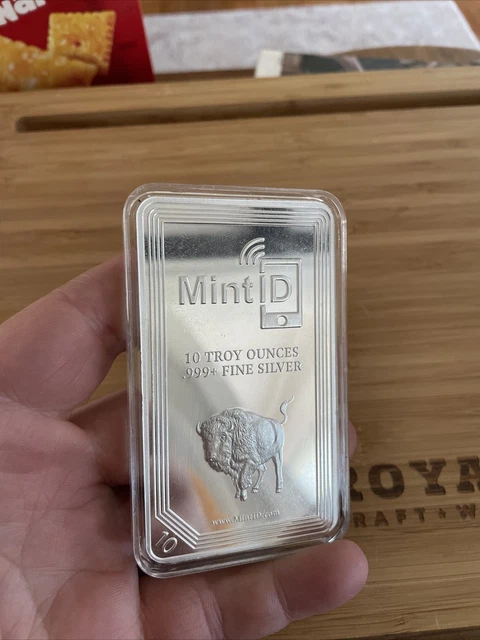 MintID
10 TROY OUNCES
.999+ FINE SILVER
www.MintID.com
10
ROYA
RAFT